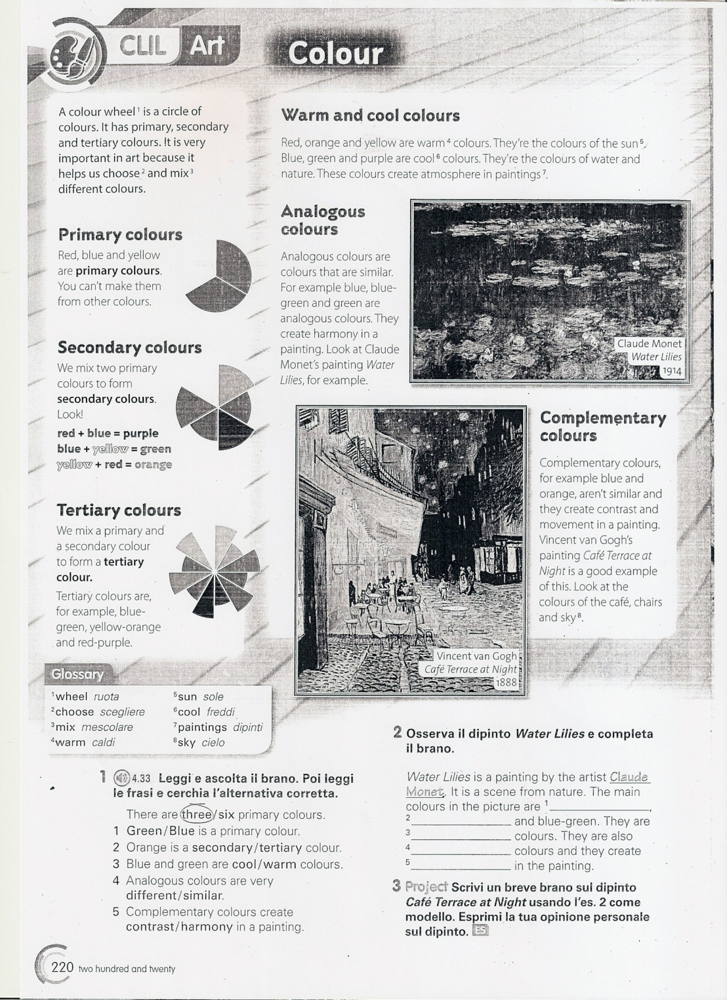 CLIL Art
Colour
A colour wheel¹ is a circle of
colours. It has primary, secondary
and tertiary colours. It is very
important in art because it
helps us choose² and mix³
different colours.
Primary colours
Red, blue and yellow
are primary colours.
You can't make them
from other colours.
Secondary colours
We mix two primary
colours to form
secondary colours.
Look!
red + blue = purple
blue + yellow = green
yellow + red = orange
Tertiary colours
We mix a primary and
a secondary colour
to form a tertiary
colour.
Tertiary colours are,
for example, blue-
green, yellow-orange
and red-purple.
Warm and cool colours
Red, orange and yellow are warm⁴ colours. They're the colours of the sun⁵.
Blue, green and purple are cool⁶ colours. They're the colours of water and
nature. These colours create atmosphere in paintings⁷.
Analogous
colours
Analogous colours are
colours that are similar.
For example blue, blue-
green and green are
analogous colours. They
create harmony in a
painting. Look at Claude
Monet's painting Water
Lilies, for example.
Claude Monet
Water Lilies
1914
Complementary
colours
Complementary colours,
for example blue and
orange, aren't similar and
they create contrast and
movement in a painting.
Vincent van Gogh's
painting Café Terrace at
Night is a good example
of this. Look at the
colours of the café, chairs
and sky⁸.
Vincent van Gogh
Café Terrace at Night
1888
Glossary
¹wheel ruota
²choose scegliere
³mix mescolare
⁴warm caldi
⁵sun sole
⁶cool freddi
⁷paintings dipinti
⁸sky cielo
1 4.33 Leggi e ascolta il brano. Poi leggi
le frasi e cerchia l'alternativa corretta.
There are three/six primary colours.
1 Green/Blue is a primary colour.
2 Orange is a secondary/tertiary colour.
3 Blue and green are cool/warm colours.
4 Analogous colours are very
different/similar.
5 Complementary colours create
contrast/harmony in a painting.
2 Osserva il dipinto Water Lilies e completa
il brano.
Water Lilies is a painting by the artist Claude
Monet. It is a scene from nature. The main
colours in the picture are ¹_______________,
²_______________ and blue-green. They are
³_______________ colours. They are also
⁴_______________ colours and they create
⁵_______________ in the painting.
3 Project Scrivi un breve brano sul dipinto
Café Terrace at Night usando l'es. 2 come
modello. Esprimi la tua opinione personale
sul dipinto. ES
220 two hundred and twenty